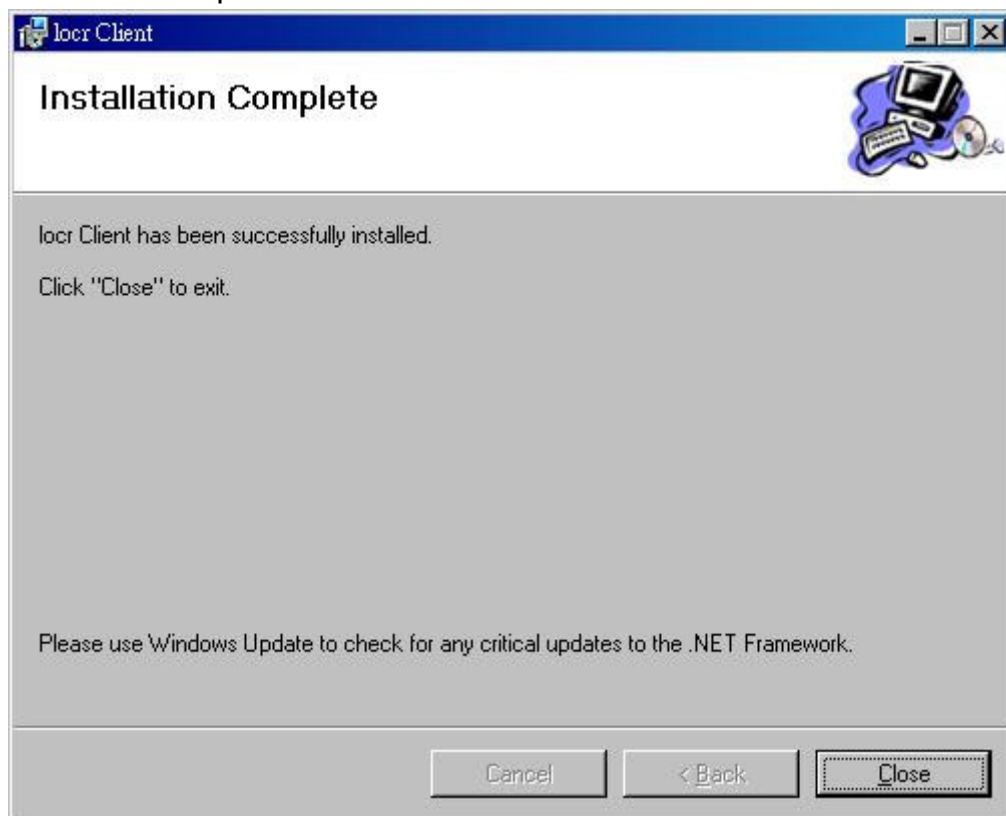 locr Client
Installation Complete
locr Client has been successfully installed.
Click "Close" to exit.
Please use Windows Update to check for any critical updates to the .NET Framework.
Cancel
< Back
Close